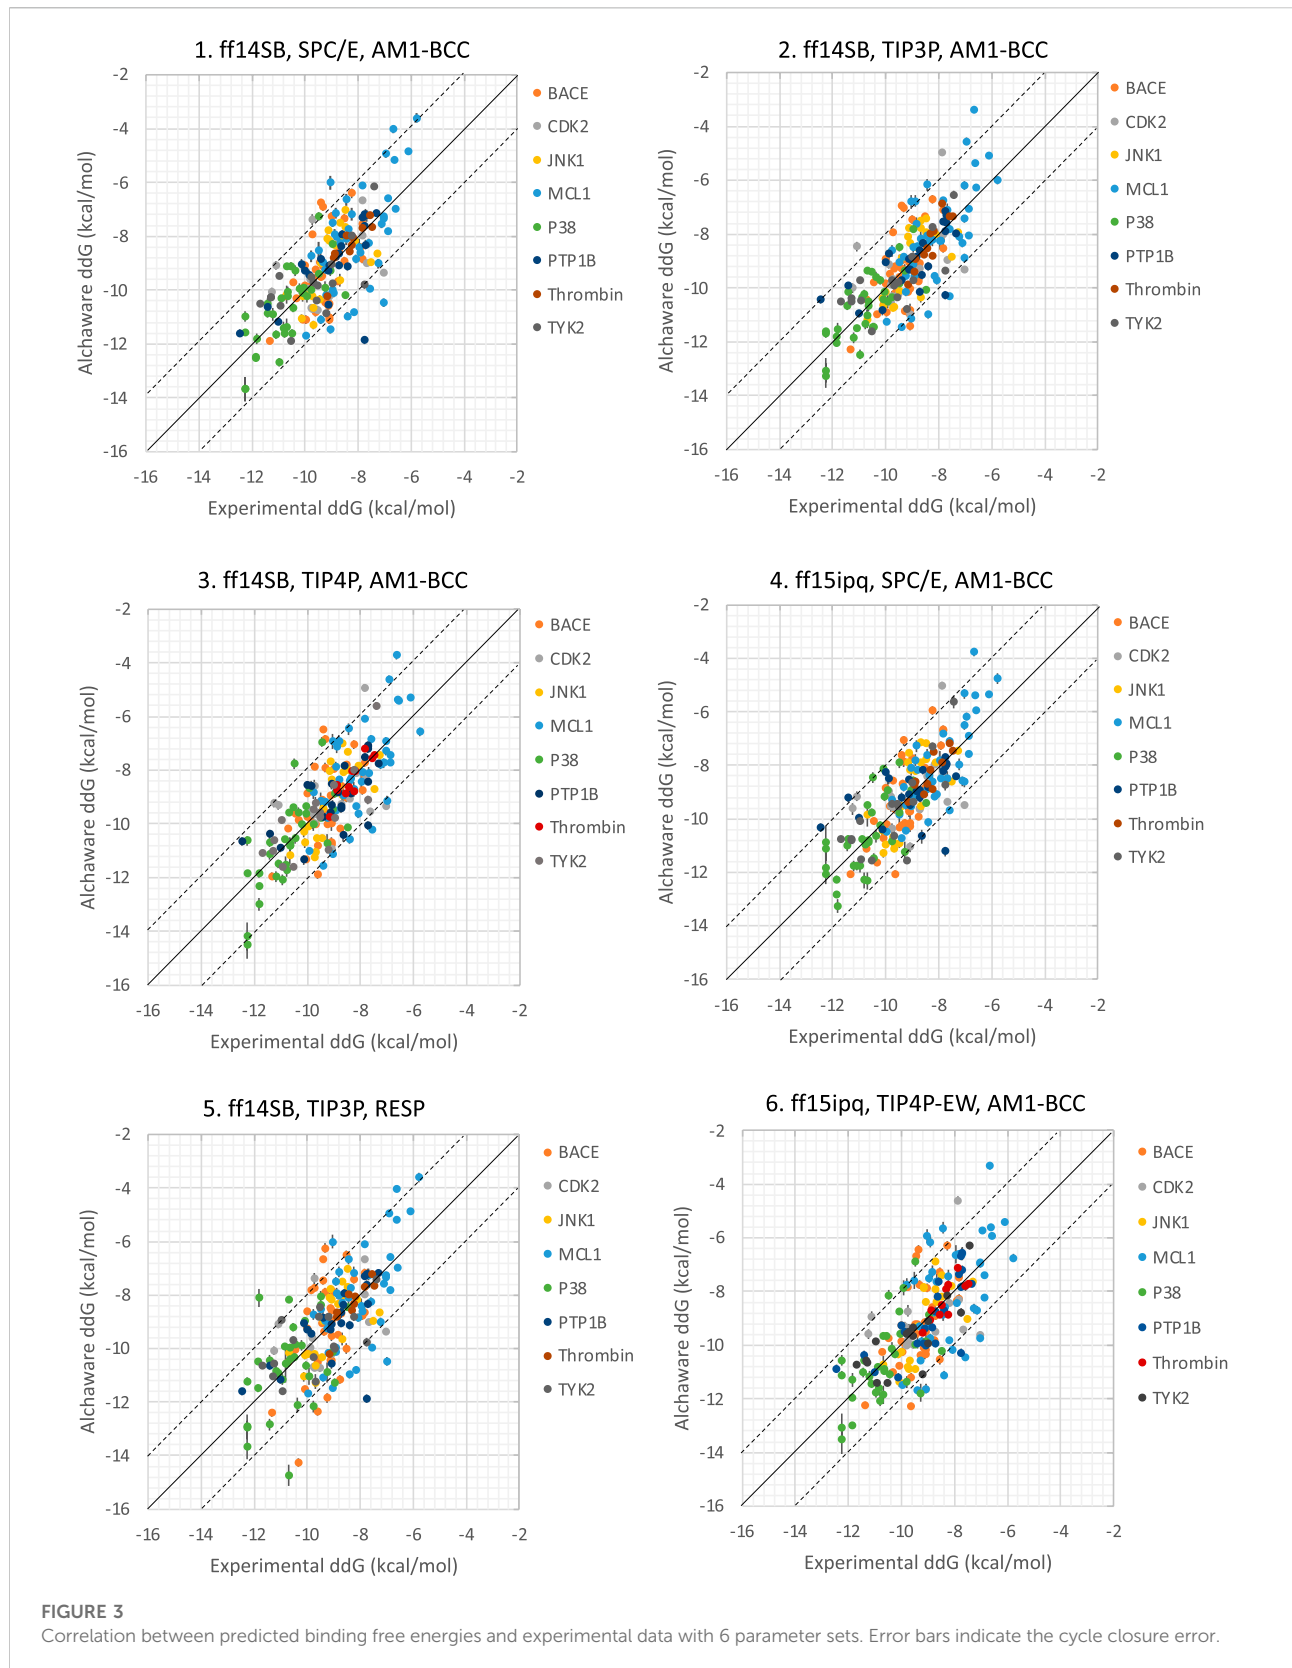 1. ff14SB, SPC/E, AM1-BCC
-2
-4
-6
-8
-10
-12
-14
-16
Alchaware ddG (kcal/mol)
-16 -14 -12 -10 -8 -6 -4 -2
Experimental ddG (kcal/mol)
BACE
CDK2
JNK1
MCL1
P38
PTP1B
Thrombin
TYK2
2. ff14SB, TIP3P, AM1-BCC
-2
-4
-6
-8
-10
-12
-14
-16
Alchaware ddG (kcal/mol)
-16 -14 -12 -10 -8 -6 -4 -2
Experimental ddG (kcal/mol)
BACE
CDK2
JNK1
MCL1
P38
PTP1B
Thrombin
TYK2
3. ff14SB, TIP4P, AM1-BCC
-2
-4
-6
-8
-10
-12
-14
-16
Alchaware ddG (kcal/mol)
-16 -14 -12 -10 -8 -6 -4 -2
Experimental ddG (kcal/mol)
BACE
CDK2
JNK1
MCL1
P38
PTP1B
Thrombin
TYK2
4. ff15ipq, SPC/E, AM1-BCC
-2
-4
-6
-8
-10
-12
-14
-16
Alchaware ddG (kcal/mol)
-16 -14 -12 -10 -8 -6 -4 -2
Experimental ddG (kcal/mol)
BACE
CDK2
JNK1
MCL1
P38
PTP1B
Thrombin
TYK2
5. ff14SB, TIP3P, RESP
-2
-4
-6
-8
-10
-12
-14
-16
Alchaware ddG (kcal/mol)
-16 -14 -12 -10 -8 -6 -4 -2
Experimental ddG (kcal/mol)
BACE
CDK2
JNK1
MCL1
P38
PTP1B
Thrombin
TYK2
6. ff15ipq, TIP4P-EW, AM1-BCC
-2
-4
-6
-8
-10
-12
-14
-16
Alchaware ddG (kcal/mol)
-16 -14 -12 -10 -8 -6 -4 -2
Experimental ddG (kcal/mol)
BACE
CDK2
JNK1
MCL1
P38
PTP1B
Thrombin
TYK2
FIGURE 3
Correlation between predicted binding free energies and experimental data with 6 parameter sets. Error bars indicate the cycle closure error.